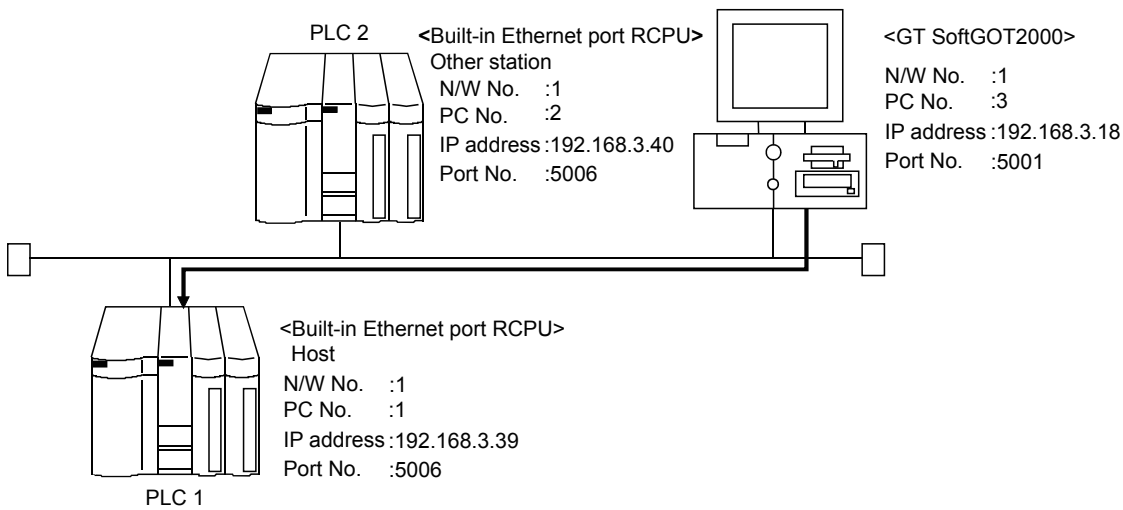 PLC 2
<Built-in Ethernet port RCPU>
Other station
N/W No. :1
PC No. :2
IP address :192.168.3.40
Port No. :5006
<GT SoftGOT2000>
N/W No. :1
PC No. :3
IP address :192.168.3.18
Port No. :5001
<Built-in Ethernet port RCPU>
Host
N/W No. :1
PC No. :1
IP address :192.168.3.39
Port No. :5006
PLC 1